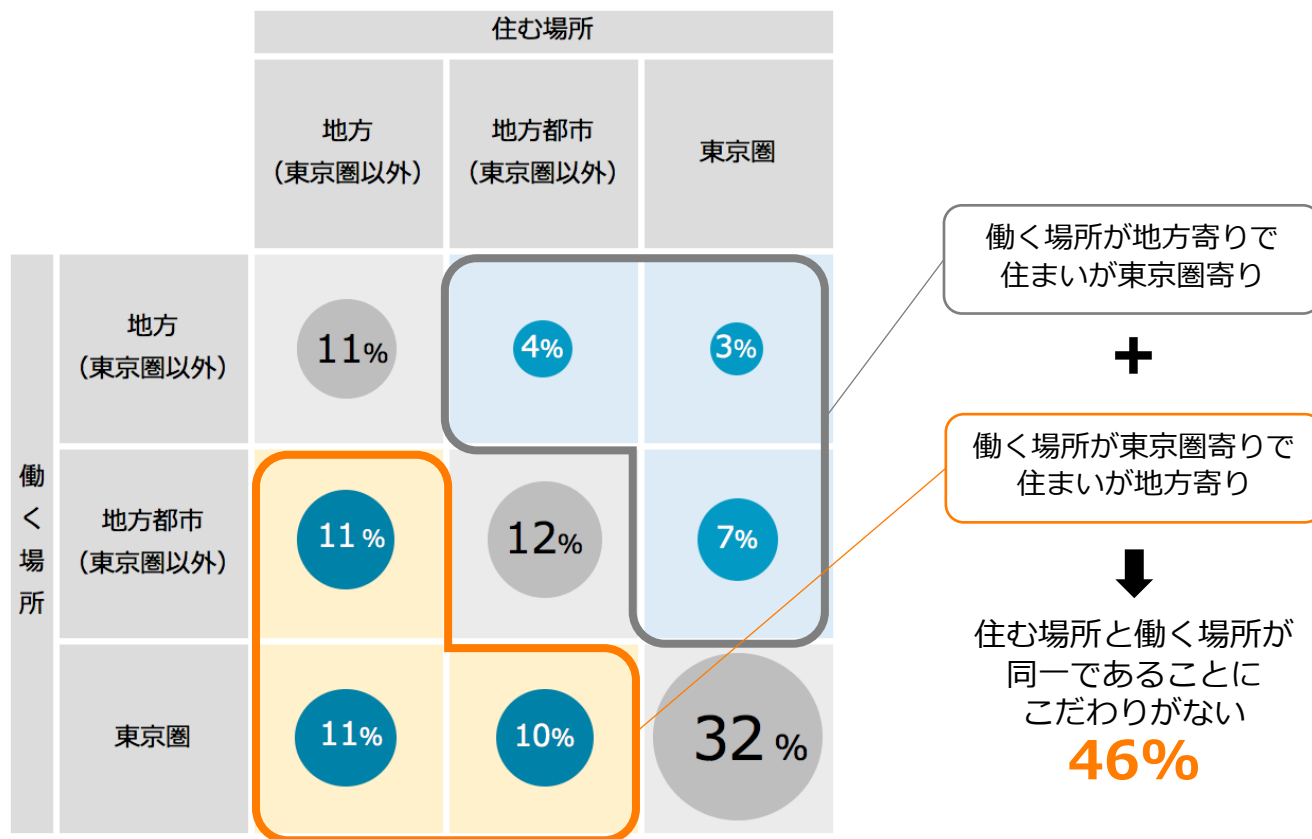 住む場所
地方
（東京圏以外）
地方都市
（東京圏以外）
東京圏
働く場所
地方
（東京圏以外）
11%
4%
3%
地方都市
（東京圏以外）
11%
12%
7%
東京圏
11%
10%
32%
働く場所が地方寄りで
住まいが東京圏寄り
+
働く場所が東京圏寄りで
住まいが地方寄り
住む場所と働く場所が
同一であることに
こだわりがない
46%